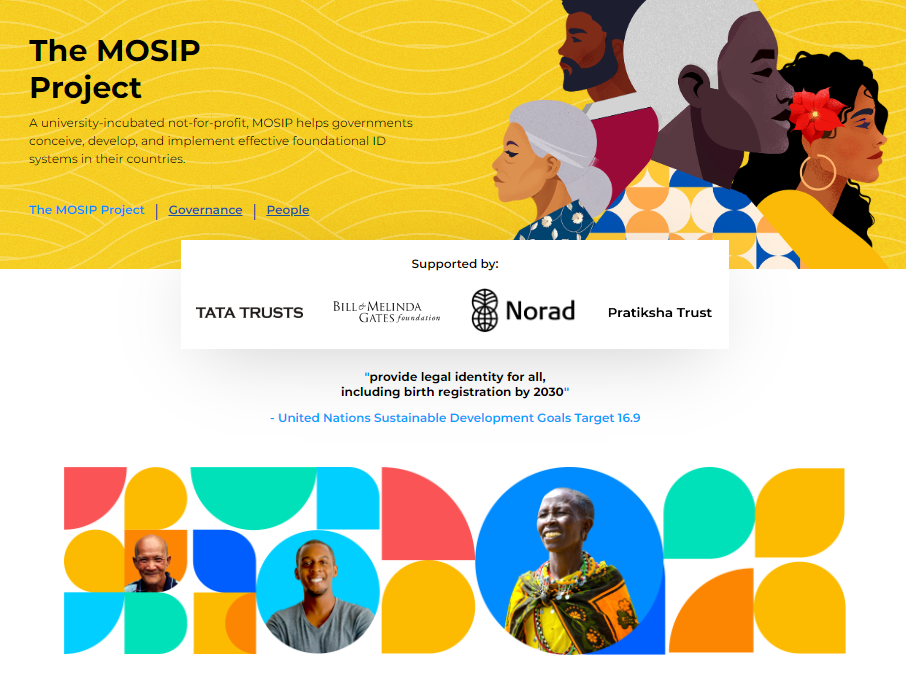 The MOSIP
Project
A university-incubated not-for-profit, MOSIP helps governments
conceive, develop, and implement effective foundational ID
systems in their countries.
The MOSIP Project | Governance | People
Supported by:
TATA TRUSTS
BILL & MELINDA
GATES foundation
Norad
Pratiksha Trust
"provide legal identity for all,
including birth registration by 2030"
- United Nations Sustainable Development Goals Target 16.9